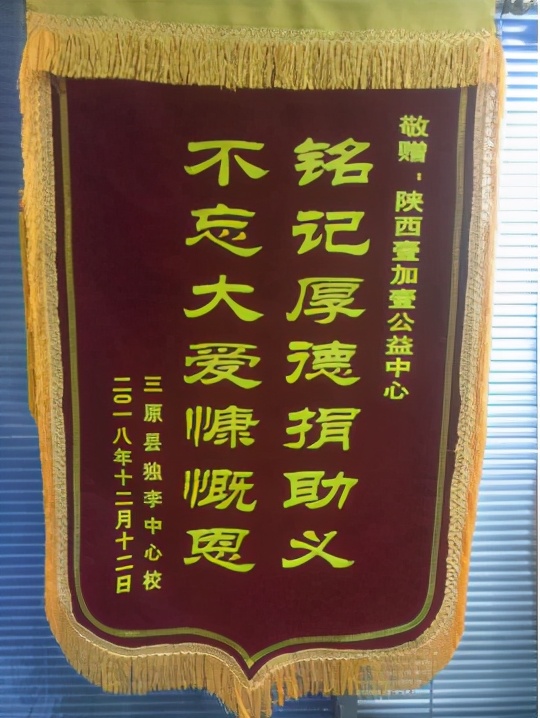 敬赠：陕西壹加壹公益中心
铭记厚德捐助义
不忘大爱慷慨恩
三原县独李中心校
二〇一八年十二月十二日